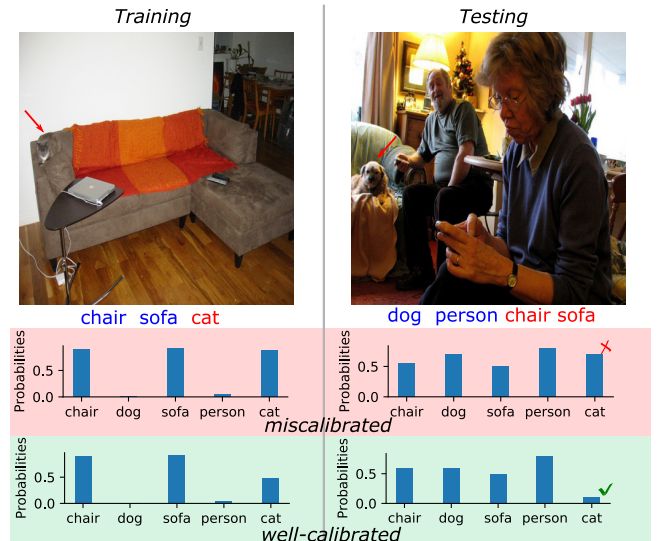 Training
Testing
chair sofa cat
dog person chair sofa
Probabilities
0.5
0.0
chair dog sofa person cat
Probabilities
0.5
0.0
chair dog sofa person cat
miscalibrated
Probabilities
0.5
0.0
chair dog sofa person cat
Probabilities
0.5
0.0
chair dog sofa person cat
well-calibrated